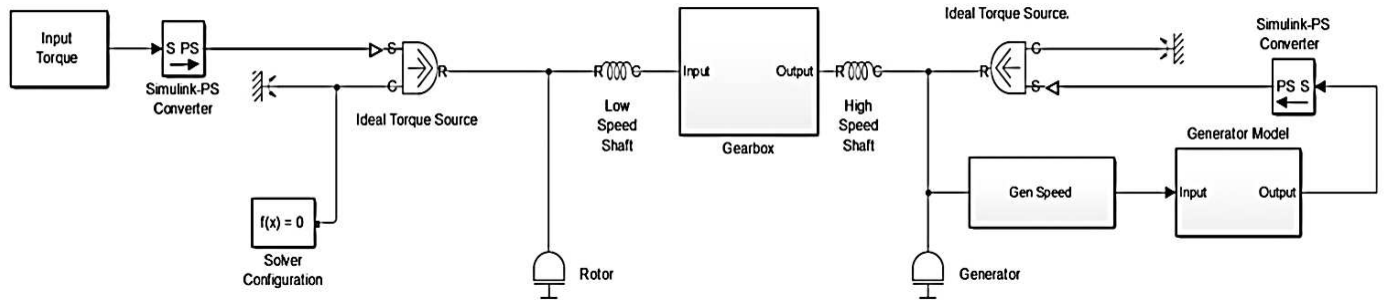 Input
Torque
S PS
Simulink-PS
Converter
S
C
R
Ideal Torque Source
f(x) = 0
Solver
Configuration
Rotor
R
C
Low
Speed
Shaft
Input
Output
Gearbox
R
C
High
Speed
Shaft
Ideal Torque Source.
R
C
S
Simulink-PS
Converter
PS S
Generator Model
Gen Speed
Input
Output
Generator